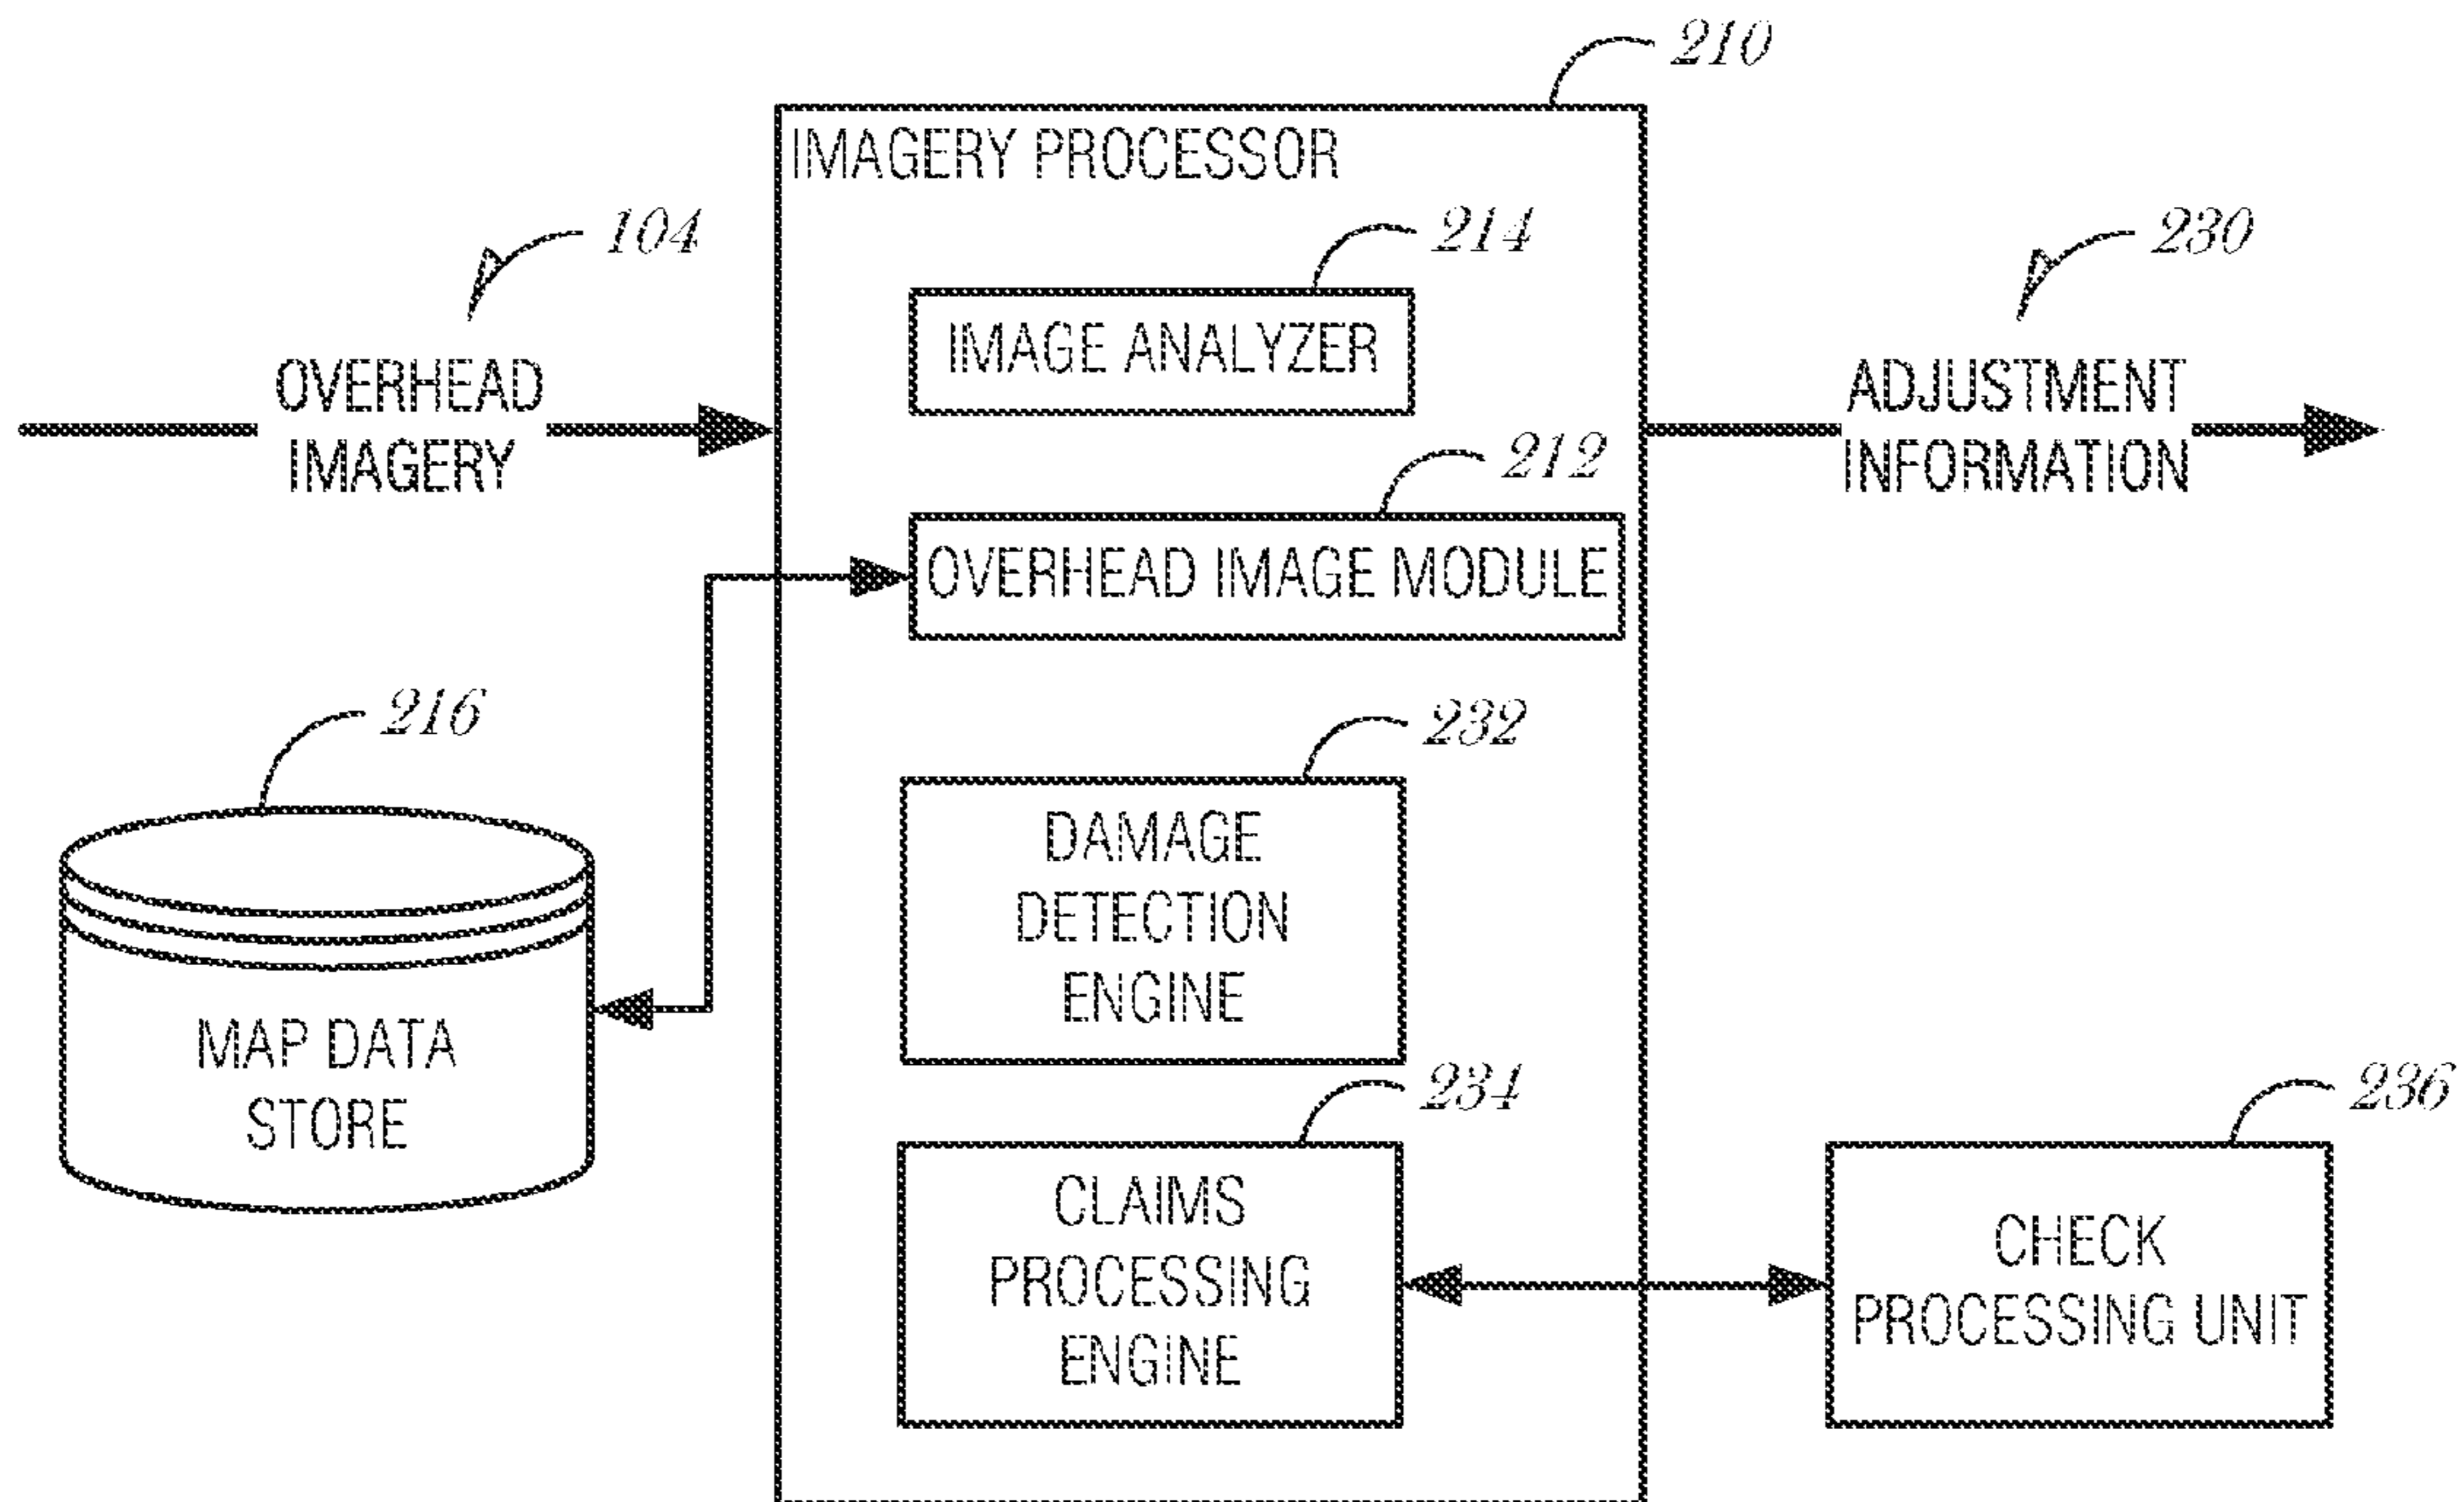 210
IMAGERY PROCESSOR
104
214
230
IMAGE ANALYZER
OVERHEAD
IMAGERY
ADJUSTMENT
INFORMATION
212
OVERHEAD IMAGE MODULE
216
232
DAMAGE
DETECTION
ENGINE
MAP DATA
STORE
234
236
CLAIMS
PROCESSING
ENGINE
CHECK
PROCESSING UNIT